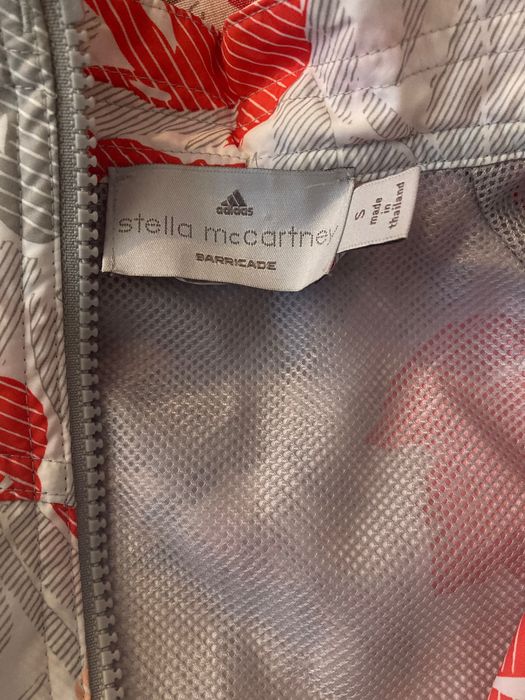 adidas
stella mccartney
BARRICADE
S
made
in
thailand